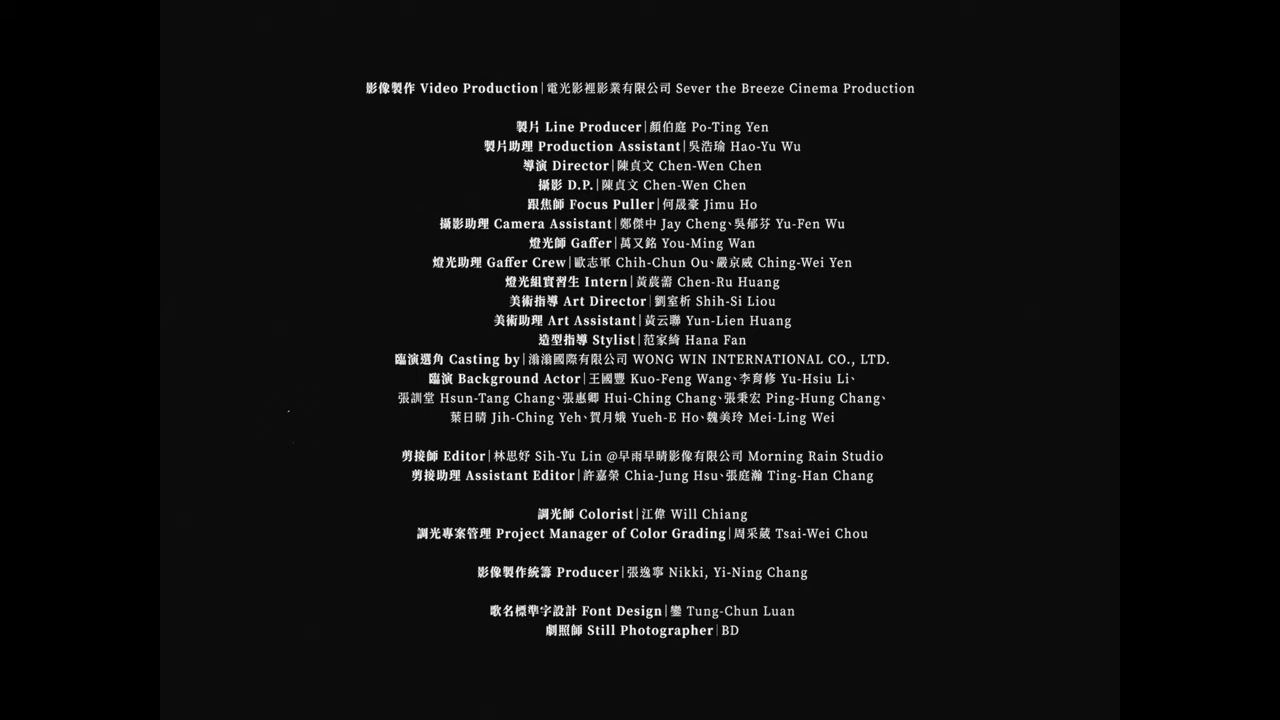 影像製作 Video Production|電光影裡影業有限公司 Sever the Breeze Cinema Production
製片 Line Producer|顏伯庭 Po-Ting Yen
製片助理 Production Assistant|吳浩瑜 Hao-Yu Wu
導演 Director|陳貞文 Chen-Wen Chen
攝影 D.P.|陳貞文 Chen-Wen Chen
跟焦師 Focus Puller|何晟豪 Jimu Ho
攝影助理 Camera Assistant|鄭傑中 Jay Cheng、吳郁芬 Yu-Fen Wu
燈光師 Gaffer|萬又銘 You-Ming Wan
燈光助理 Gaffer Crew|歐志軍 Chih-Chun Ou、嚴京威 Ching-Wei Yen
燈光組實習生 Intern|黃 Chen-Ru Huang
美術指導 Art Director|劉室析 Shih-Si Liou
美術助理 Art Assistant|黃云聯 Yun-Lien Huang
造型指導 Stylist|范家綺 Hana Fan
臨演選角 Casting by|滃滃國際有限公司 WONG WIN INTERNATIONAL CO., LTD.
臨演 Background Actor|王國豐 Kuo-Feng Wang、李育修 Yu-Hsiu Li、
張訓堂 Hsun-Tang Chang、張惠卿 Hui-Ching Chang、張秉宏 Ping-Hung Chang、
葉日晴 Jih-Ching Yeh、賀月娥 Yueh-E Ho、魏美玲 Mei-Ling Wei
剪接師 Editor|林思妤 Sih-Yu Lin @早雨早晴影像有限公司 Morning Rain Studio
剪接助理 Assistant Editor|許嘉榮 Chia-Jung Hsu、張庭瀚 Ting-Han Chang
調光師 Colorist|江偉 Will Chiang
調光專案管理 Project Manager of Color Grading|周采葳 Tsai-Wei Chou
影像製作統籌 Producer|張逸寧 Nikki, Yi-Ning Chang
歌名標準字設計 Font Design|鑾 Tung-Chun Luan
劇照師 Still Photographer|BD